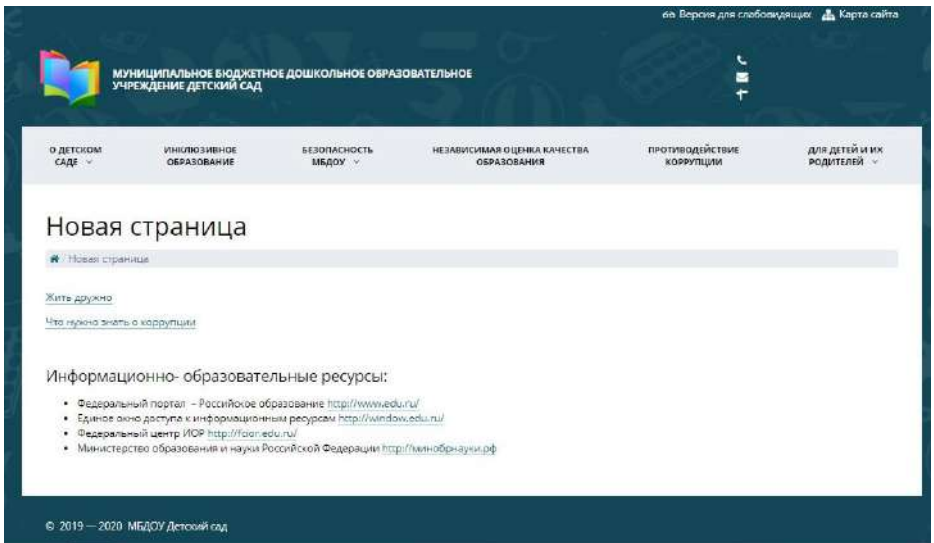 Версия для слабовидящих Карта сайта
МУНИЦИПАЛЬНОЕ БЮДЖЕТНОЕ ДОШКОЛЬНОЕ ОБРАЗОВАТЕЛЬНОЕ
УЧРЕЖДЕНИЕ ДЕТСКИЙ САД
О ДЕТСКОМ
САДЕ
ИНКЛЮЗИВНОЕ
ОБРАЗОВАНИЕ
БЕЗОПАСНОСТЬ
МБДОУ
НЕЗАВИСИМАЯ ОЦЕНКА КАЧЕСТВА
ОБРАЗОВАНИЯ
ПРОТИВОДЕЙСТВИЕ
КОРРУПЦИИ
ДЛЯ ДЕТЕЙ И ИХ
РОДИТЕЛЕЙ
Новая страница
/ Новая страница
Жить дружно
Что нужно знать о коррупции
Информационно- образовательные ресурсы:
• Федеральный портал – Российское образование http://www.edu.ru/
• Единое окно доступа к информационным ресурсам http://window.edu.ru/
• Федеральный центр ИОР http://fcior.edu.ru/
• Министерство образования и науки Российской Федерации http://минобрнауки.рф
© 2019 — 2020 МБДОУ Детский сад